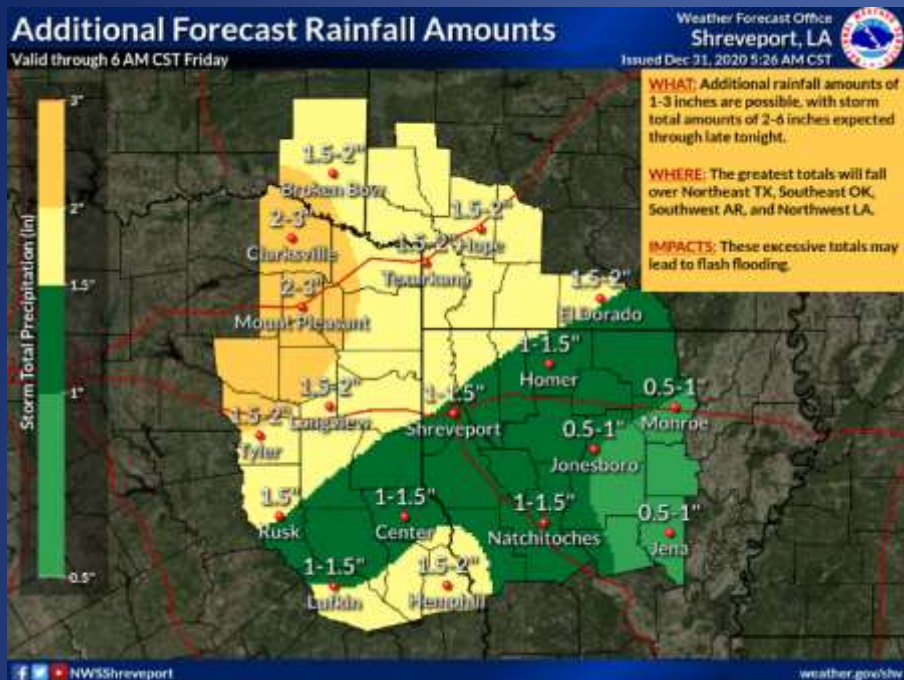 Additional Forecast Rainfall Amounts
Valid through 6 AM CST Friday
Weather Forecast Office
Shreveport, LA
Issued Dec 31, 2020 5:26 AM CST
WHAT: Additional rainfall amounts of
1-3 inches are possible, with storm
total amounts of 2-6 inches expected
through late tonight.
WHERE: The greatest totals will fall
over Northeast TX, Southeast OK,
Southwest AR, and Northwest LA.
IMPACTS: These excessive totals may
lead to flash flooding.
Storm Total Precipitation (in)
3"
2"
1.5"
1"
0.5"
1.5-2"
Broken Bow
2-3"
Clarksville
1.5-2"
Hope
1.5-2"
Texarkana
2-3"
Mount Pleasant
1.5-2"
El Dorado
1-1.5"
Homer
1.5-2"
Longview
1-1.5"
Shreveport
0.5-1"
Monroe
1.5-2"
Tyler
0.5-1"
Jonesboro
1.5"
Rusk
1-1.5"
Center
1-1.5"
Natchitoches
0.5-1"
Jena
1-1.5"
Lufkin
1.5-2"
Hemphill
NWSShreveport
weather.gov/shv